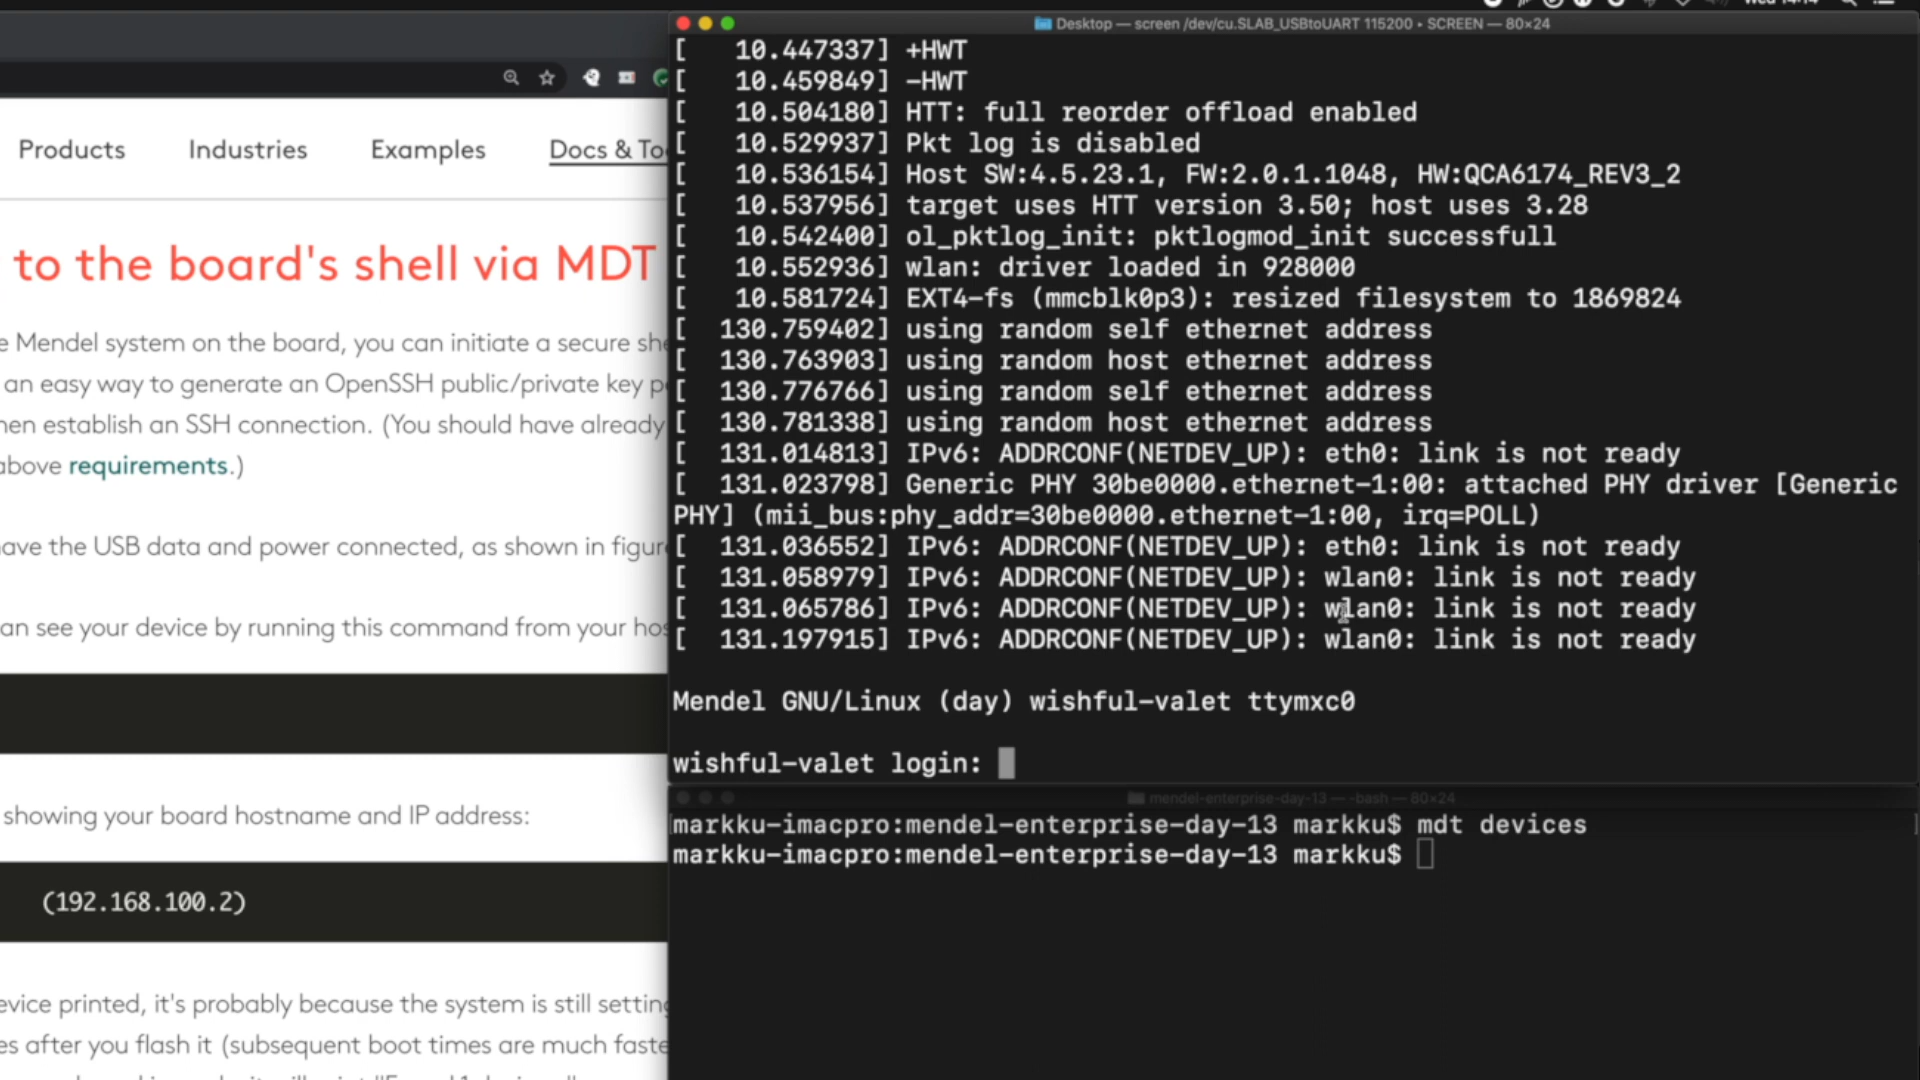 Products Industries Examples Docs & To
to the board's shell via MDT
e Mendel system on the board, you can initiate a secure she
an easy way to generate an OpenSSH public/private key p
hen establish an SSH connection. (You should have already
above requirements.)
ave the USB data and power connected, as shown in figur
an see your device by running this command from your hos
showing your board hostname and IP address:
(192.168.100.2)
evice printed, it's probably because the system is still setting
es after you flash it (subsequent boot times are much faste
Desktop — screen /dev/cu.SLAB_USBtoUART 115200 • SCREEN — 80×24
[   10.447337] +HWT
[   10.459849] -HWT
[   10.504180] HTT: full reorder offload enabled
[   10.529937] Pkt log is disabled
[   10.536154] Host SW:4.5.23.1, FW:2.0.1.1048, HW:QCA6174_REV3_2
[   10.537956] target uses HTT version 3.50; host uses 3.28
[   10.542400] ol_pktlog_init: pktlogmod_init successfull
[   10.552936] wlan: driver loaded in 928000
[   10.581724] EXT4-fs (mmcblk0p3): resized filesystem to 1869824
[  130.759402] using random self ethernet address
[  130.763903] using random host ethernet address
[  130.776766] using random self ethernet address
[  130.781338] using random host ethernet address
[  131.014813] IPv6: ADDRCONF(NETDEV_UP): eth0: link is not ready
[  131.023798] Generic PHY 30be0000.ethernet-1:00: attached PHY driver [Generic
PHY] (mii_bus:phy_addr=30be0000.ethernet-1:00, irq=POLL)
[  131.036552] IPv6: ADDRCONF(NETDEV_UP): eth0: link is not ready
[  131.058979] IPv6: ADDRCONF(NETDEV_UP): wlan0: link is not ready
[  131.065786] IPv6: ADDRCONF(NETDEV_UP): wlan0: link is not ready
[  131.197915] IPv6: ADDRCONF(NETDEV_UP): wlan0: link is not ready
Mendel GNU/Linux (day) wishful-valet ttymxc0
wishful-valet login:
mendel-enterprise-day-13 — -bash — 80×24
markku-imacpro:mendel-enterprise-day-13 markku$ mdt devices
markku-imacpro:mendel-enterprise-day-13 markku$